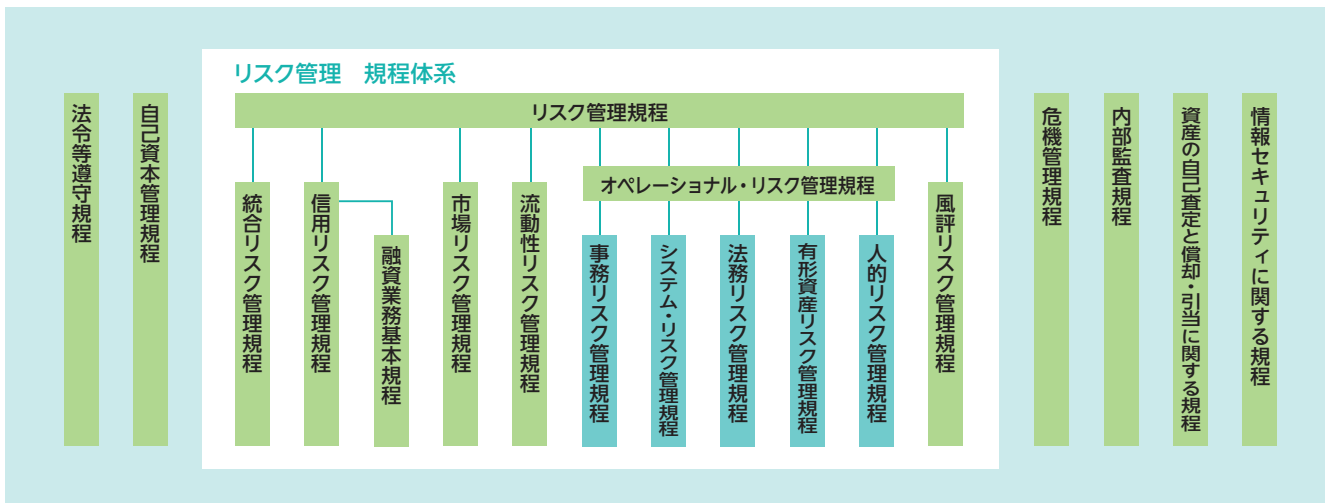 法令等遵守規程
自己資本管理規程
リスク管理　規程体系
リスク管理規程
統合リスク管理規程
信用リスク管理規程
融資業務基本規程
市場リスク管理規程
流動性リスク管理規程
オペレーショナル・リスク管理規程
事務リスク管理規程
システム・リスク管理規程
法務リスク管理規程
有形資産リスク管理規程
人的リスク管理規程
風評リスク管理規程
危機管理規程
内部監査規程
資産の自己査定と償却・引当に関する規程
情報セキュリティに関する規程